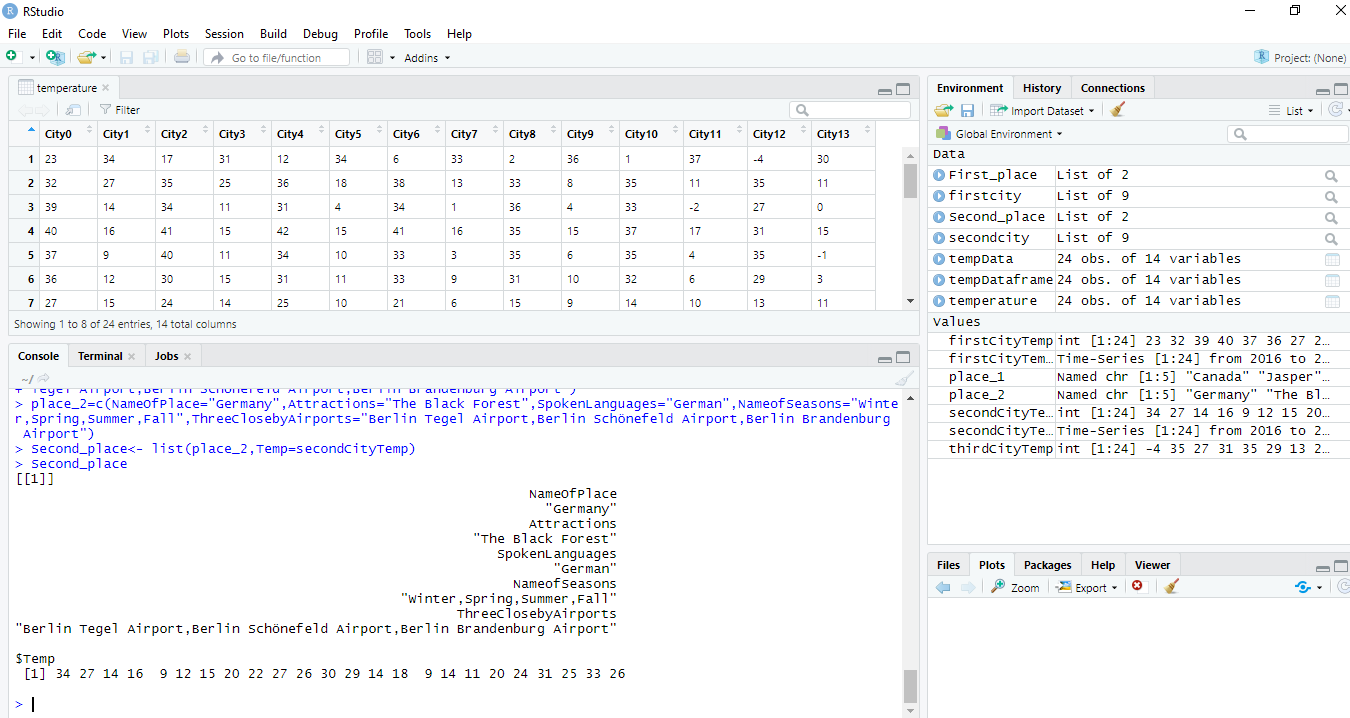 RStudio
File Edit Code View Plots Session Build Debug Profile Tools Help
Go to file/function Addins Project: (None)
temperature
Filter
City0 City1 City2 City3 City4 City5 City6 City7 City8 City9 City10 City11 City12 City13
1 23 34 17 31 12 34 6 33 2 36 1 37 -4 30
2 32 27 35 25 36 18 38 13 33 8 35 11 35 11
3 39 14 34 11 31 4 34 1 36 4 33 -2 27 0
4 40 16 41 15 42 15 41 16 35 15 37 17 31 15
5 37 9 40 11 34 10 33 3 35 6 35 4 35 -1
6 36 12 30 15 31 11 33 9 31 10 32 6 29 3
7 27 15 24 14 25 10 21 6 15 9 14 10 13 11
Showing 1 to 8 of 24 entries, 14 total columns
Console Terminal Jobs
~/
+ Tegel Airport,Berlin Schönefeld Airport,Berlin Brandenburg Airport")
> place_2=c(NameOfPlace="Germany",Attractions="The Black Forest",SpokenLanguages="German",NameofSeasons="Winte
r,Spring,Summer,Fall",ThreeClosebyAirports="Berlin Tegel Airport,Berlin Schönefeld Airport,Berlin Brandenburg
Airport")
> Second_place<- list(place_2,Temp=secondCityTemp)
> Second_place
[[1]]
NameOfPlace
"Germany"
Attractions
"The Black Forest"
SpokenLanguages
"German"
NameofSeasons
"Winter,Spring,Summer,Fall"
ThreeClosebyAirports
"Berlin Tegel Airport,Berlin Schönefeld Airport,Berlin Brandenburg Airport"
$Temp
[1] 34 27 14 16 9 12 15 20 22 27 26 30 29 14 18 9 14 11 20 24 31 25 33 26
>
Environment History Connections
Import Dataset List
Global Environment
Data
First_place List of 2
firstcity List of 9
Second_place List of 2
secondcity List of 9
tempData 24 obs. of 14 variables
tempDataframe 24 obs. of 14 variables
temperature 24 obs. of 14 variables
Values
firstCityTemp int [1:24] 23 32 39 40 37 36 27 2…
firstCityTem… Time-Series [1:24] from 2016 to 2…
place_1 Named chr [1:5] "Canada" "Jasper"…
place_2 Named chr [1:5] "Germany" "The Bl…
secondCityTe… int [1:24] 34 27 14 16 9 12 15 20…
secondCityTe… Time-Series [1:24] from 2016 to 2…
thirdCityTemp int [1:24] -4 35 27 31 35 29 13 2…
Files Plots Packages Help Viewer
Zoom Export